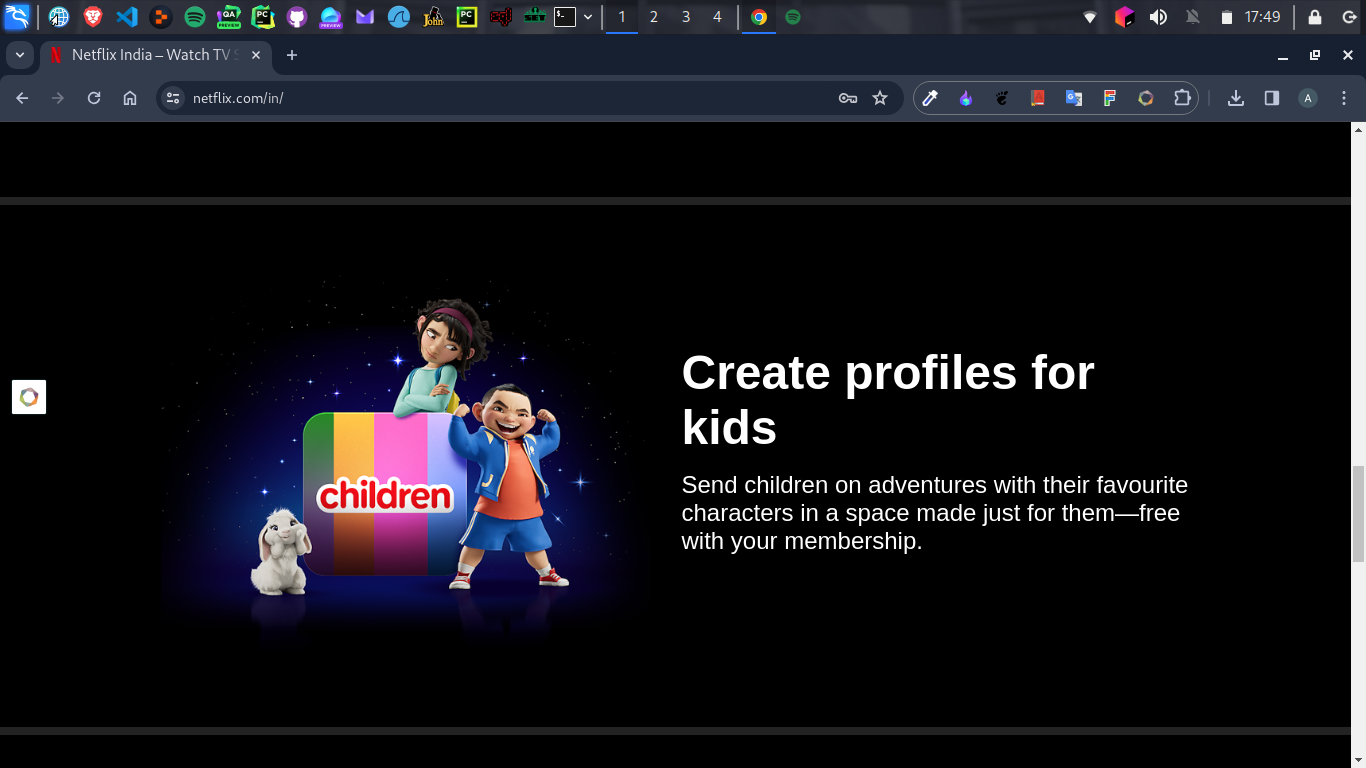 1 2 3 4 17:49
Netflix India – Watch TV S
netflix.com/in/
A
Create profiles for
kids
children
Send children on adventures with their favourite
characters in a space made just for them—free
with your membership.